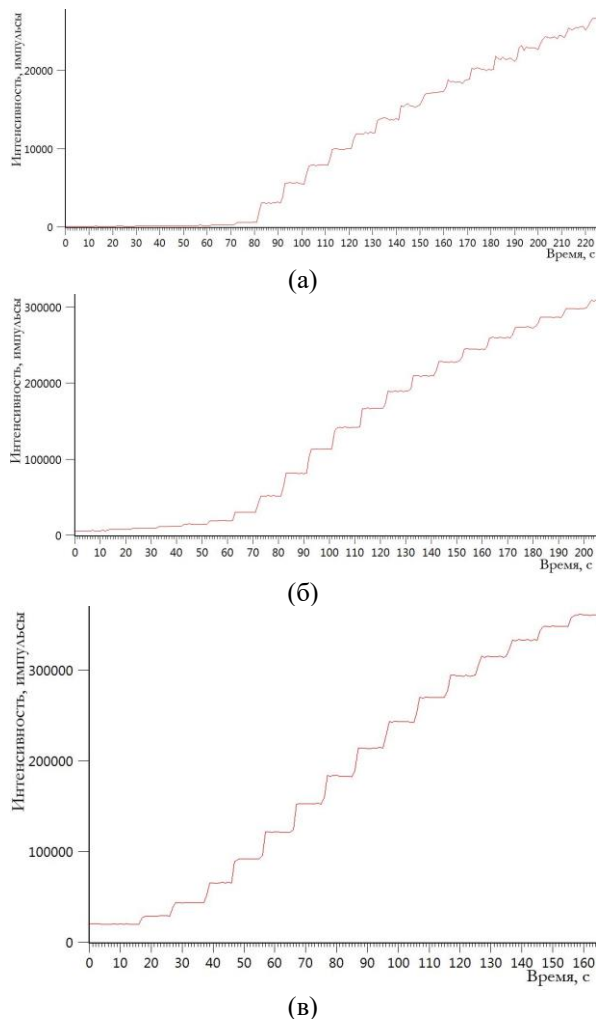 Интенсивность, импульсы
20000
10000
0
0 10 20 30 40 50 60 70 80 90 100 110 120 130 140 150 160 170 180 190 200 210 220
Время, с
(а)
Интенсивность, импульсы
300000
200000
100000
0
0 10 20 30 40 50 60 70 80 90 100 110 120 130 140 150 160 170 180 190 200
Время, с
(б)
Интенсивность, импульсы
300000
200000
100000
0
0 10 20 30 40 50 60 70 80 90 100 110 120 130 140 150 160
Время, с
(в)